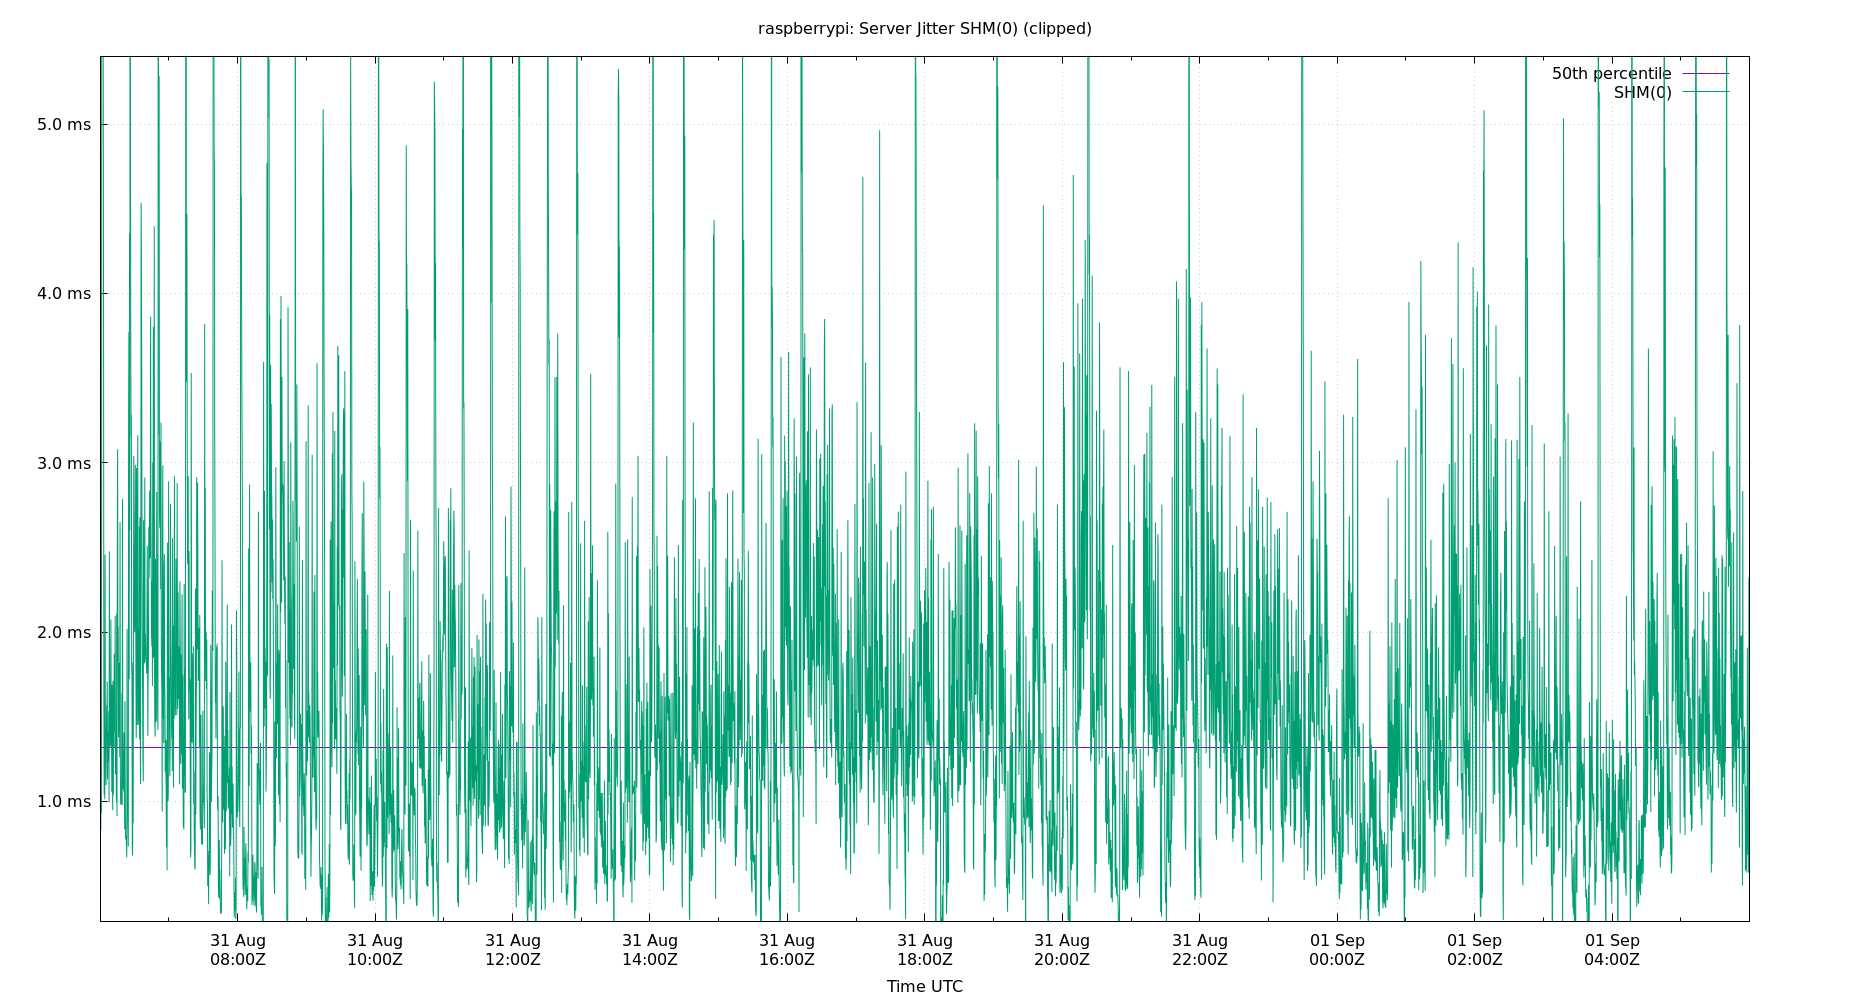 raspberrypi: Server Jitter SHM(0) (clipped)
50th percentile
SHM(0)
5.0 ms
4.0 ms
3.0 ms
2.0 ms
1.0 ms
31 Aug 31 Aug 31 Aug 31 Aug 31 Aug 31 Aug 31 Aug 31 Aug 01 Sep 01 Sep 01 Sep
08:00Z 10:00Z 12:00Z 14:00Z 16:00Z 18:00Z 20:00Z 22:00Z 00:00Z 02:00Z 04:00Z
Time UTC